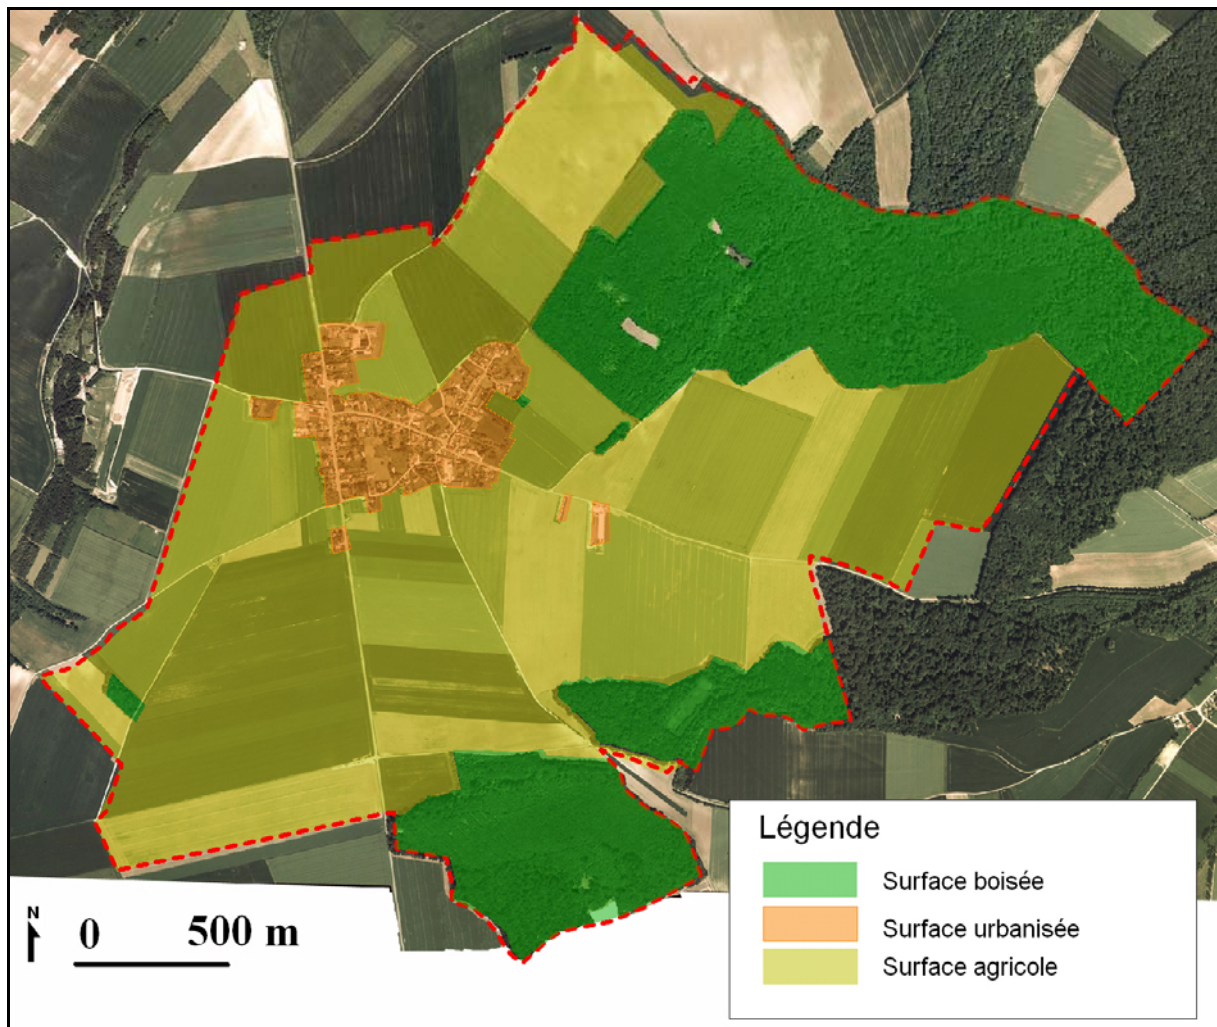 Légende
Surface boisée
Surface urbanisée
Surface agricole
N
0 500 m